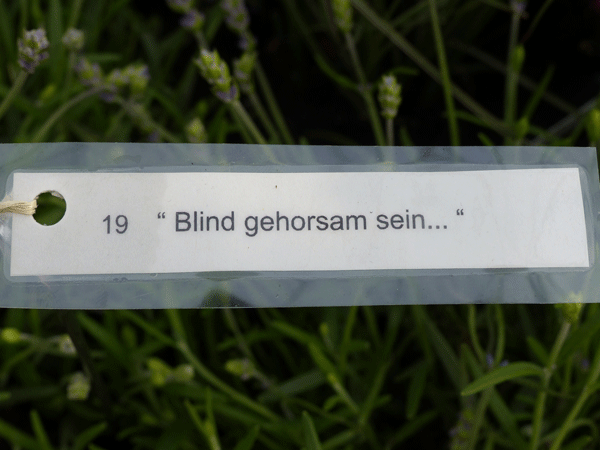 19 “ Blind gehorsam sein... “